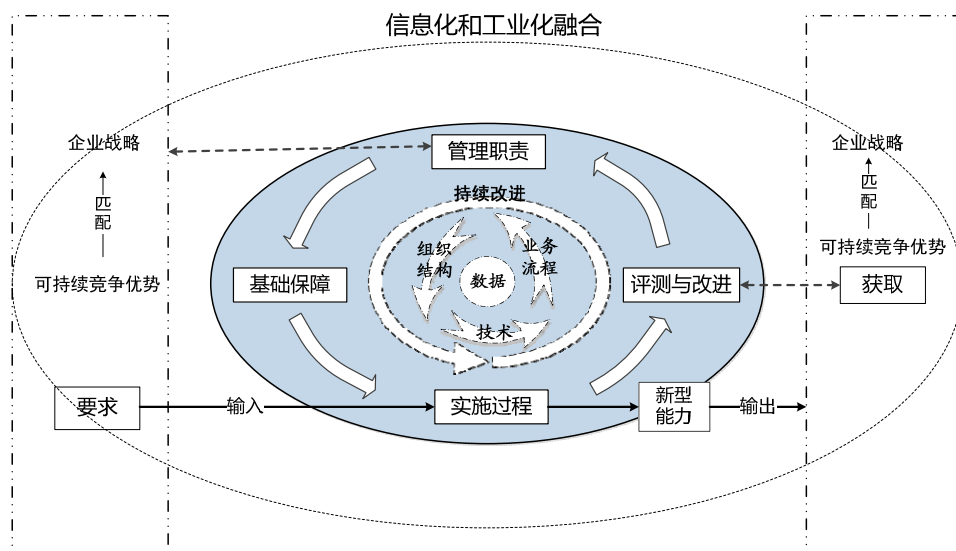 信息化和工业化融合
企业战略
匹
配
可持续竞争优势
要求
输入
管理职责
持续改进
组织
结构
业务
流程
数据
技术
基础保障
评测与改进
实施过程
新型
能力
输出
企业战略
匹
配
可持续竞争优势
获取